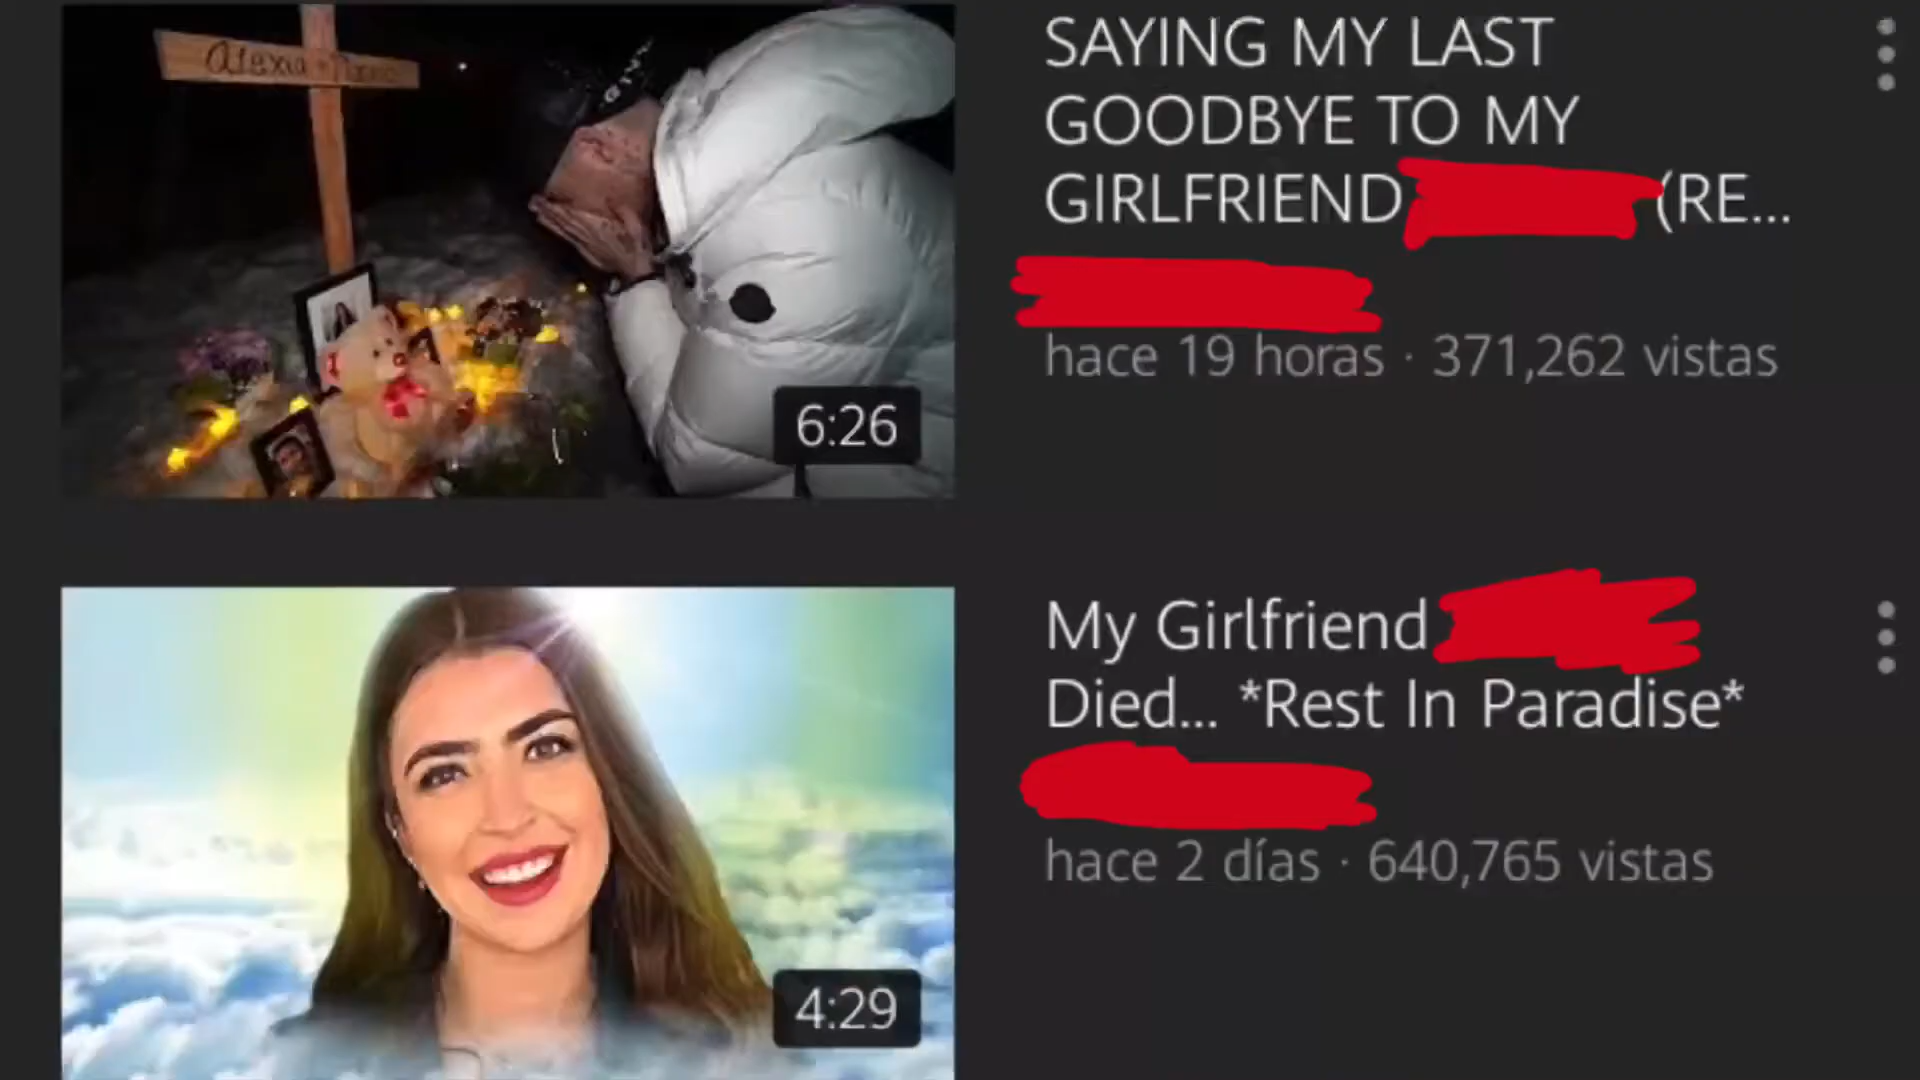 SAYING MY LAST
GOODBYE TO MY
GIRLFRIEND (RE...
hace 19 horas · 371,262 vistas
Alexia
6:26
My Girlfriend
Died... *Rest In Paradise*
hace 2 días · 640,765 vistas
4:29